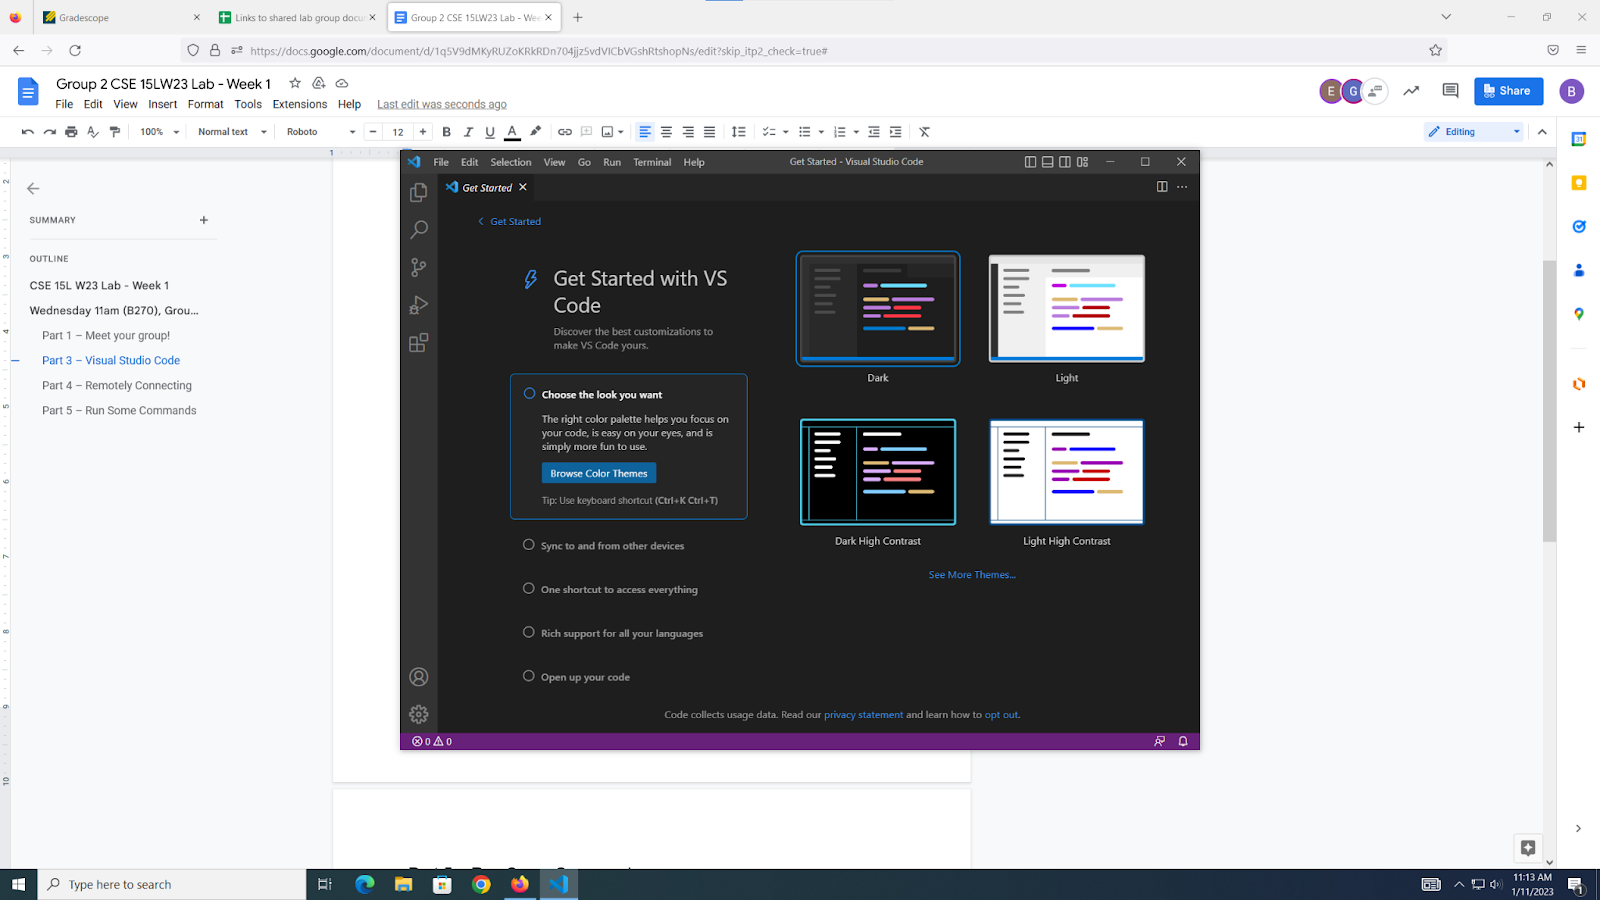 Gradescope
Links to shared lab group docu
Group 2 CSE 15LW23 Lab - Wee
https://docs.google.com/document/d/1q5V9dMKyRUZoKRkRDn704jjz5vdVICbVGshRtshopNs/edit?skip_itp2_check=true#
Group 2 CSE 15LW23 Lab - Week 1
File Edit View Insert Format Tools Extensions Help Last edit was seconds ago
E G
Share
B
100% Normal text Roboto 12 B I U A
Editing
SUMMARY
OUTLINE
CSE 15L W23 Lab - Week 1
Wednesday 11am (B270), Grou...
Part 1 – Meet your group!
Part 3 – Visual Studio Code
Part 4 – Remotely Connecting
Part 5 – Run Some Commands
File Edit Selection View Go Run Terminal Help Get Started - Visual Studio Code
Get Started
Get Started
Get Started with VS
Code
Discover the best customizations to
make VS Code yours.
Choose the look you want
The right color palette helps you focus on
your code, is easy on your eyes, and is
simply more fun to use.
Browse Color Themes
Tip: Use keyboard shortcut (Ctrl+K Ctrl+T)
Sync to and from other devices
One shortcut to access everything
Rich support for all your languages
Open up your code
Dark
Light
Dark High Contrast
Light High Contrast
See More Themes...
Code collects usage data. Read our privacy statement and learn how to opt out.
0 0
Type here to search
11:13 AM
1/11/2023
1